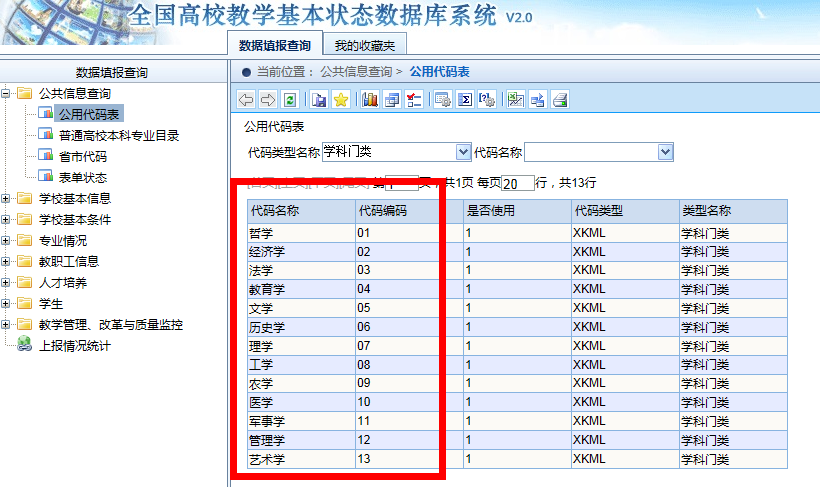 全国高校教学基本状态数据库系统 V2.0
数据填报查询 我的收藏夹
数据填报查询
当前位置： 公共信息查询 > 公用代码表
公共信息查询
公用代码表
普通高校本科专业目录
省市代码
表单状态
学校基本信息
学校基本条件
专业情况
教职工信息
人才培养
学生
教学管理、改革与质量监控
上报情况统计
公用代码表
代码类型名称 学科门类 代码名称
[首页][上页][下页][尾页] 第1页，共1页 每页20行，共13行
代码名称 代码编码 是否使用 代码类型 类型名称
哲学 01 1 XKML 学科门类
经济学 02 1 XKML 学科门类
法学 03 1 XKML 学科门类
教育学 04 1 XKML 学科门类
文学 05 1 XKML 学科门类
历史学 06 1 XKML 学科门类
理学 07 1 XKML 学科门类
工学 08 1 XKML 学科门类
农学 09 1 XKML 学科门类
医学 10 1 XKML 学科门类
军事学 11 1 XKML 学科门类
管理学 12 1 XKML 学科门类
艺术学 13 1 XKML 学科门类